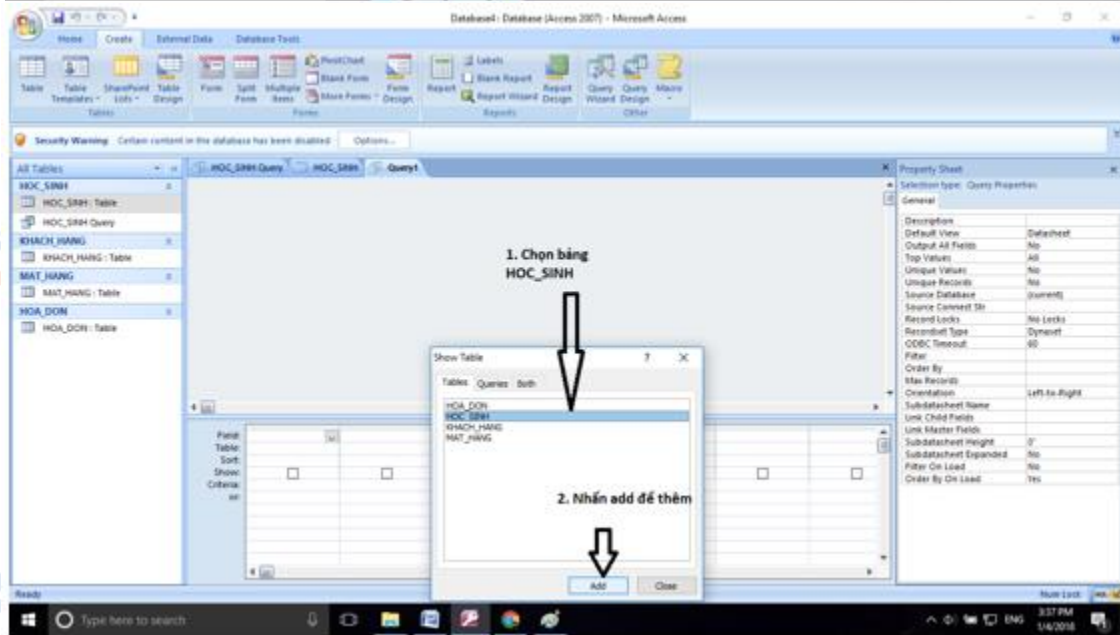 Database4 : Database (Access 2007) - Microsoft Access
Home Create External Data Database Tools
Table
Table Templates
SharePoint Lists
Table Design
Tables
Form
Split Form
Multiple Items
PivotChart
Blank Form
More Forms
Form Design
Forms
Report
Labels
Blank Report
Report Wizard
Report Design
Reports
Query Wizard
Query Design
Macro
Other
Security Warning Certain content in the database has been disabled Options...
All Tables
HOC_SINH
HOC_SINH : Table
HOC_SINH Query
KHACH_HANG
KHACH_HANG : Table
MAT_HANG
MAT_HANG : Table
HOA_DON
HOA_DON : Table
HOC_SINH Query HOC_SINH Query1
1. Chọn bảng
HOC_SINH
Show Table ? ×
Tables Queries Both
HOA_DON
HOC_SINH
KHACH_HANG
MAT_HANG
2. Nhấn add để thêm
Add Close
Field:
Table:
Sort:
Show:
Criteria:
or:
Property Sheet
Selection type: Query Properties
General
Description
Default View Datasheet
Output All Fields No
Top Values All
Unique Values No
Unique Records No
Source Database (current)
Source Connect Str
Record Locks No Locks
Recordset Type Dynaset
ODBC Timeout 60
Filter
Order By
Max Records
Orientation Left-to-Right
Subdatasheet Name
Link Child Fields
Link Master Fields
Subdatasheet Height 0"
Subdatasheet Expanded No
Filter On Load No
Order By On Load Yes
Ready Num Lock
Type here to search
ENG
3:37 PM
1/4/2018